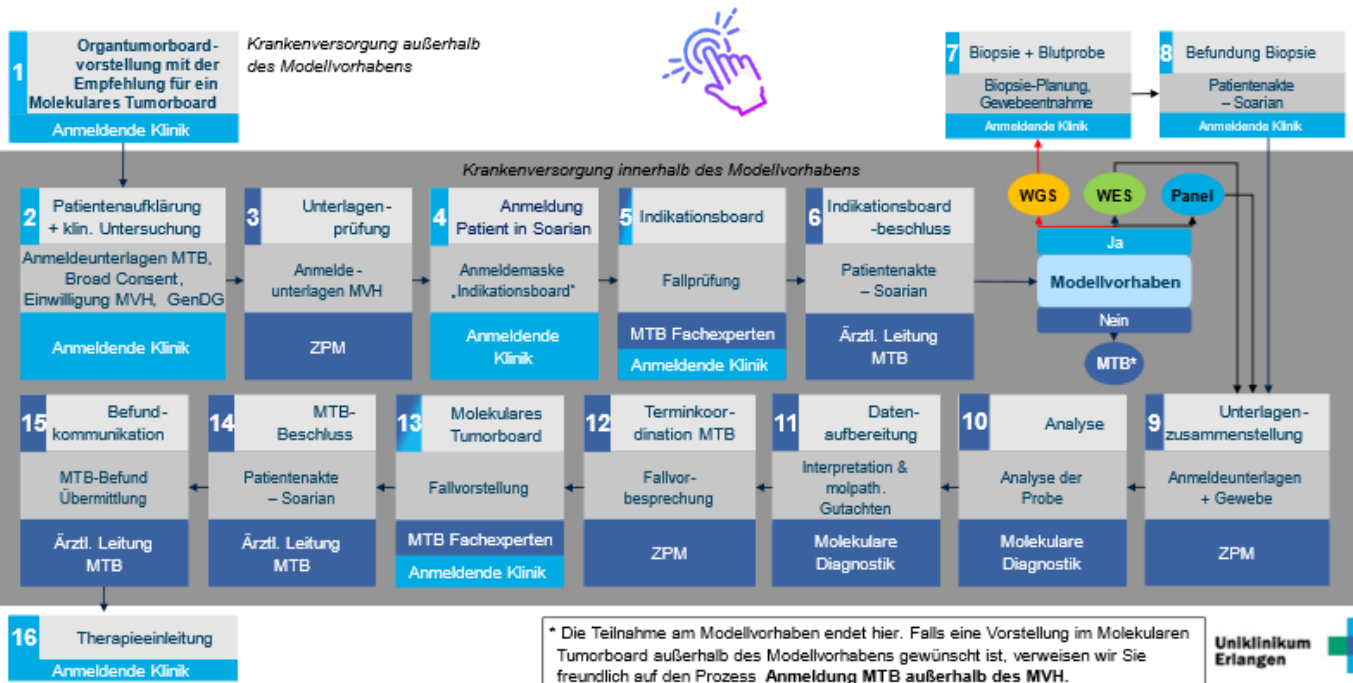 1
Organtumorboard-
vorstellung mit der
Empfehlung für ein
Molekulares Tumorboard
Anmeldende Klinik
Krankenversorgung außerhalb
des Modellvorhabens
7
Biopsie + Blutprobe
Biopsie-Planung,
Gewebeentnahme
Anmeldende Klinik
8
Befundung Biopsie
Patientenakte
– Soarian
Anmeldende Klinik
Krankenversorgung innerhalb des Modellvorhabens
2
Patientenaufklärung
+ klin. Untersuchung
Anmeldeunterlagen MTB,
Broad Consent,
Einwilligung MVH, GenDG
Anmeldende Klinik
3
Unterlagen-
prüfung
Anmelde-
unterlagen MVH
ZPM
4
Anmeldung
Patient in Soarian
Anmeldemaske
„Indikationsboard"
Anmeldende
Klinik
5
Indikationsboard
Fallprüfung
MTB Fachexperten
Anmeldende Klinik
6
Indikationsboard
-beschluss
Patientenakte
– Soarian
Ärztl. Leitung
MTB
WGS
WES
Panel
Ja
Modellvorhaben
Nein
MTB*
15
Befund-
kommunikation
MTB-Befund
Übermittlung
Ärztl. Leitung
MTB
14
MTB-
Beschluss
Patientenakte
– Soarian
Ärztl. Leitung
MTB
13
Molekulares
Tumorboard
Fallvorstellung
MTB Fachexperten
Anmeldende Klinik
12
Terminkoor-
dination MTB
Fallvor-
besprechung
ZPM
11
Daten-
aufbereitung
Interpretation &
molpath.
Gutachten
Molekulare
Diagnostik
10
Analyse
Analyse der
Probe
Molekulare
Diagnostik
9
Unterlagen-
zusammenstellung
Anmeldeunterlagen
+ Gewebe
ZPM
16
Therapieeinleitung
Anmeldende Klinik
* Die Teilnahme am Modellvorhaben endet hier. Falls eine Vorstellung im Molekularen
Tumorboard außerhalb des Modellvorhabens gewünscht ist, verweisen wir Sie
freundlich auf den Prozess Anmeldung MTB außerhalb des MVH.
Uniklinikum
Erlangen